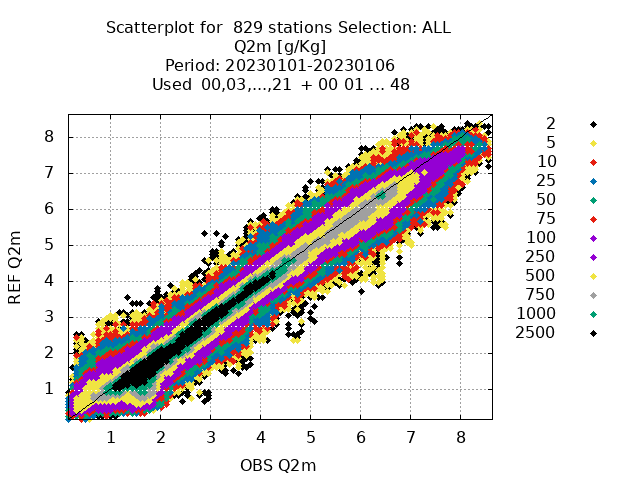 Scatterplot for  829 stations Selection: ALL
Q2m [g/Kg]
Period: 20230101-20230106
Used  00,03,...,21  + 00 01 ... 48
REF Q2m
8
7
6
5
4
3
2
1
1 2 3 4 5 6 7 8
OBS Q2m
2
5
10
25
50
75
100
250
500
750
1000
2500